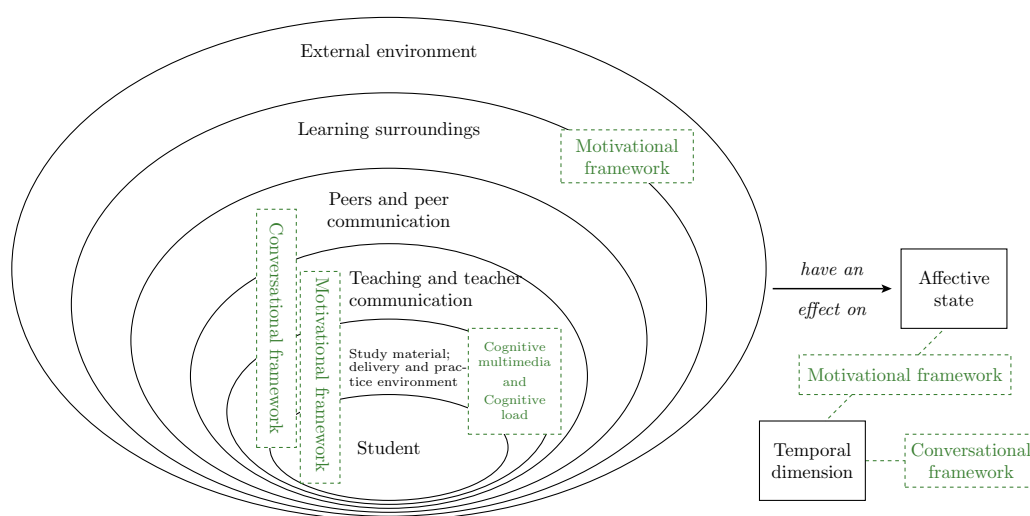 External environment
Learning surroundings
Motivational
framework
Peers and peer
communication
Conversational framework
Motivational framework
Teaching and teacher
communication
Study material;
delivery and prac-
tice environment
Cognitive
multimedia
and
Cognitive
load
Student
have an
effect on
Affective
state
Motivational framework
Temporal
dimension
Conversational
framework